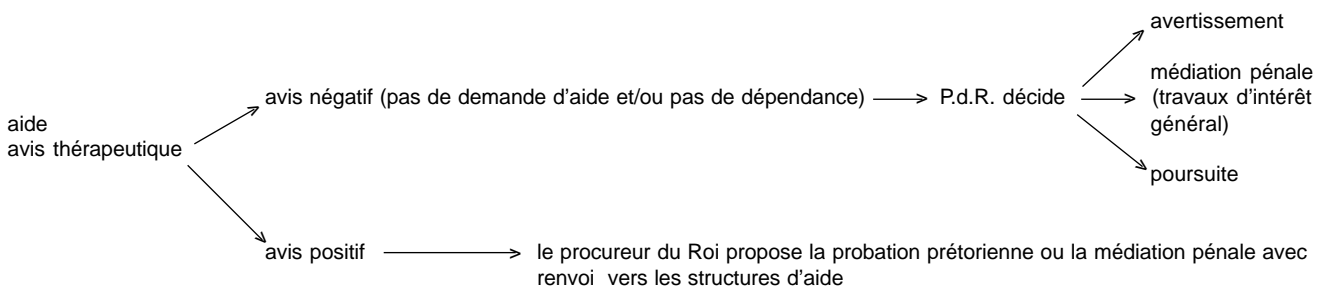 aide
avis thérapeutique
avis négatif (pas de demande d'aide et/ou pas de dépendance)
P.d.R. décide
avertissement
médiation pénale
(travaux d'intérêt
général)
poursuite
avis positif
le procureur du Roi propose la probation prétorienne ou la médiation pénale avec
renvoi vers les structures d'aide